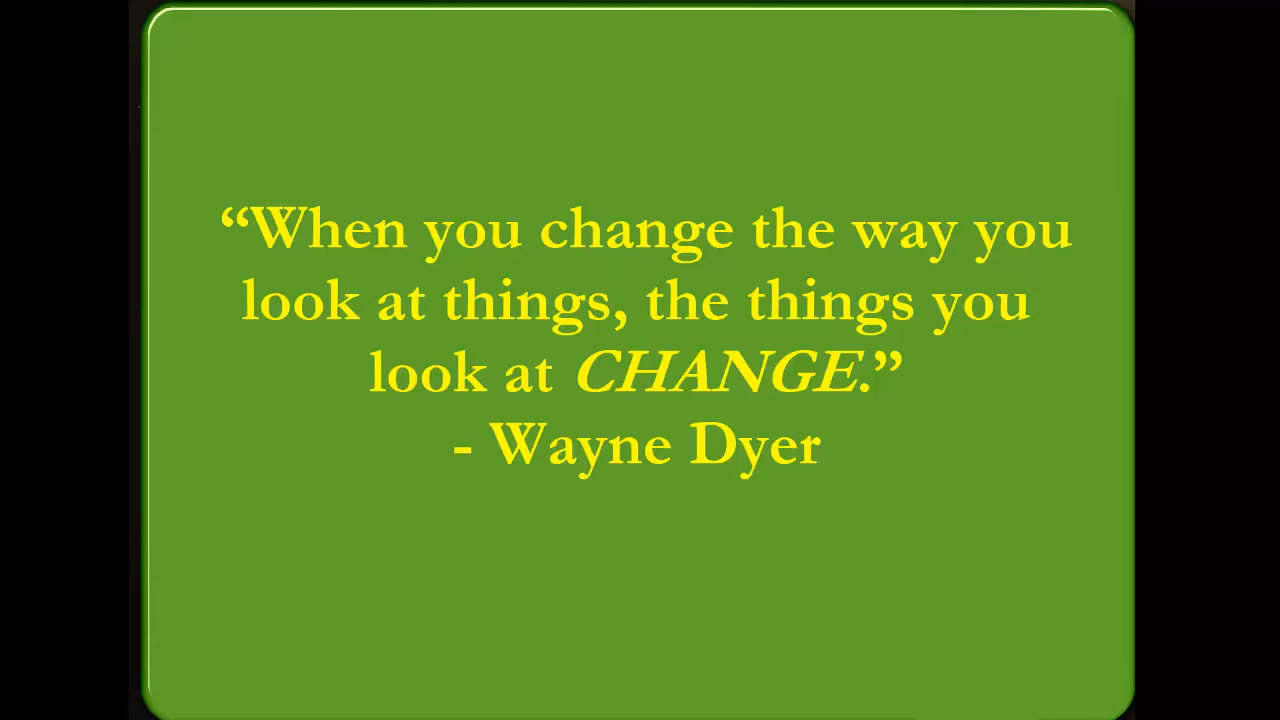 “When you change the way you
look at things, the things you
look at CHANGE.”
- Wayne Dyer